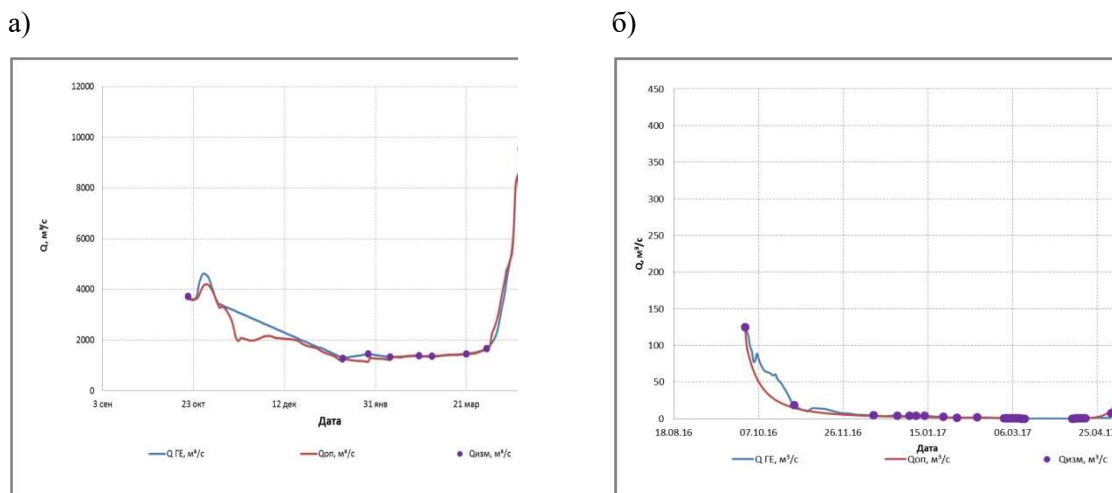 а)
б)
12000
10000
8000
6000
4000
2000
0
Q, м³/с
3 сен
23 окт
12 дек
31 янв
21 мар
Дата
Q ГЕ, м³/с
Qоп, м³/с
Qизм, м³/с
450
400
350
300
250
200
150
100
50
0
Q, м³/с
18.08.16
07.10.16
26.11.16
15.01.17
06.03.17
25.04.17
Дата
Q ГЕ, м³/с
Qоп, м³/с
Qизм, м³/с